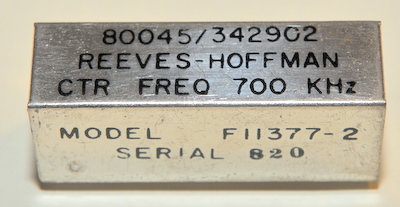 80045/342902
REEVES-HOFFMAN
CTR FREQ 700 KHz
MODEL F11377-2
SERIAL 820